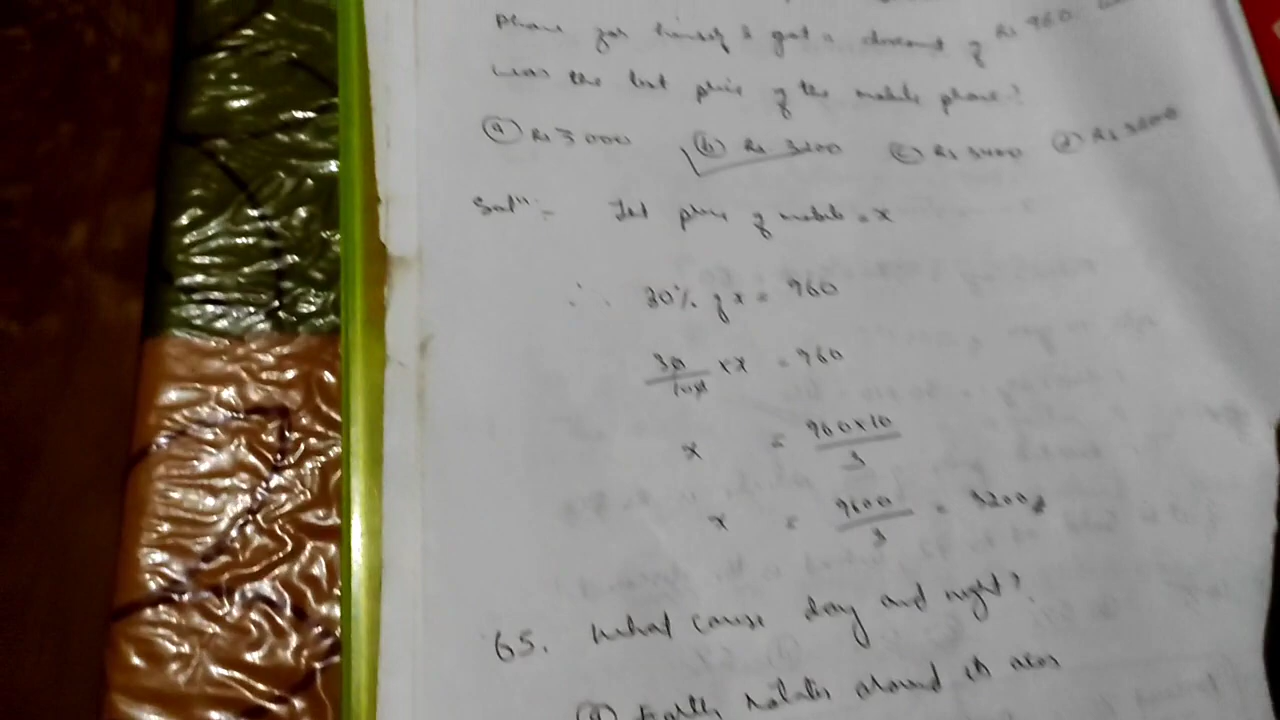 phone for himself & got a discount of Rs 960
was the list price of the mobile phone?
(a) Rs 3000 (b) Rs 3200 (c) Rs 3400 (d) Rs 3600
Solⁿ :- Let price of mobile = x
∴ 30% of x = 960
30/100 × x = 960
x = 960×10/3
x = 9600/3 = 3200
65. What cause day and night?
(a) Earth rotates around its axis